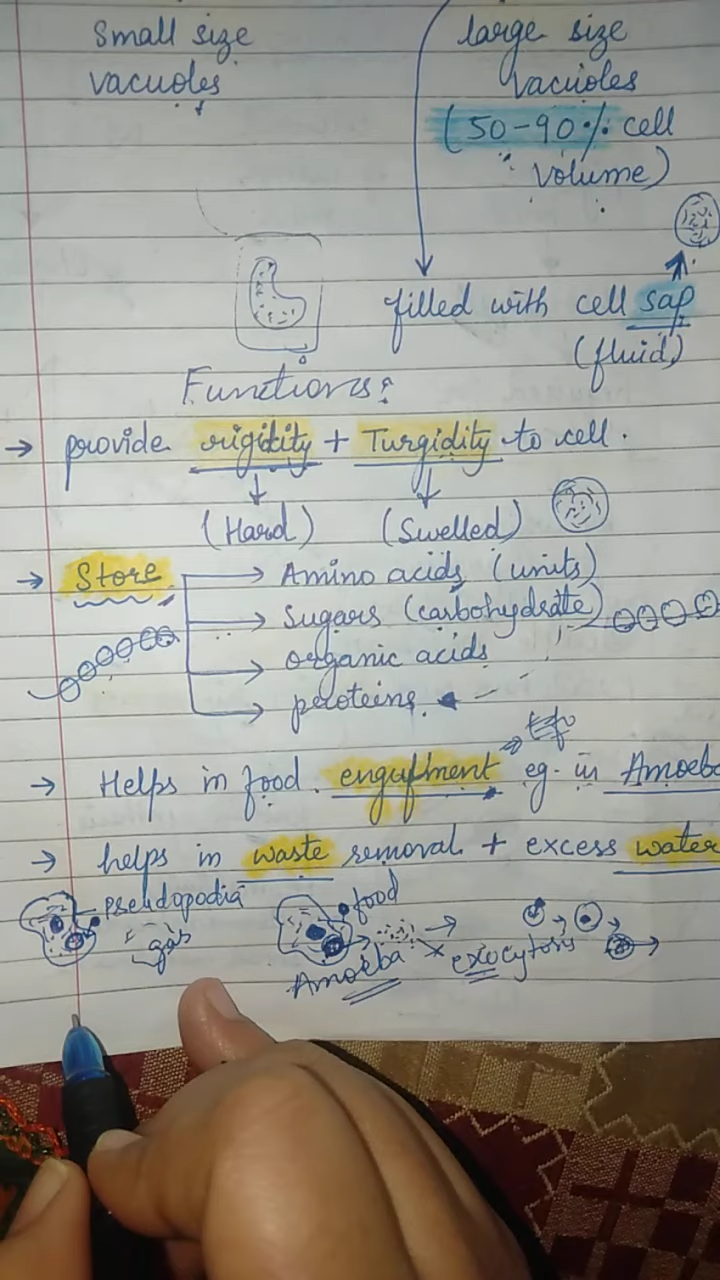 Small size
vacuoles
large size
vacuoles
(50-90% cell
volume)
filled with cell sap
(fluid)
Functions:
→ provide rigidity + Turgidity to cell.
(Hard) (Swelled)
→ Store → Amino acids (units)
→ Sugars (carbohydrate)
→ organic acids
→ proteins.
→ Helps in food engulfment eg. in Amoeba
→ helps in waste removal + excess water
pseudopodia
food
gas
Amoeba
exocytosis